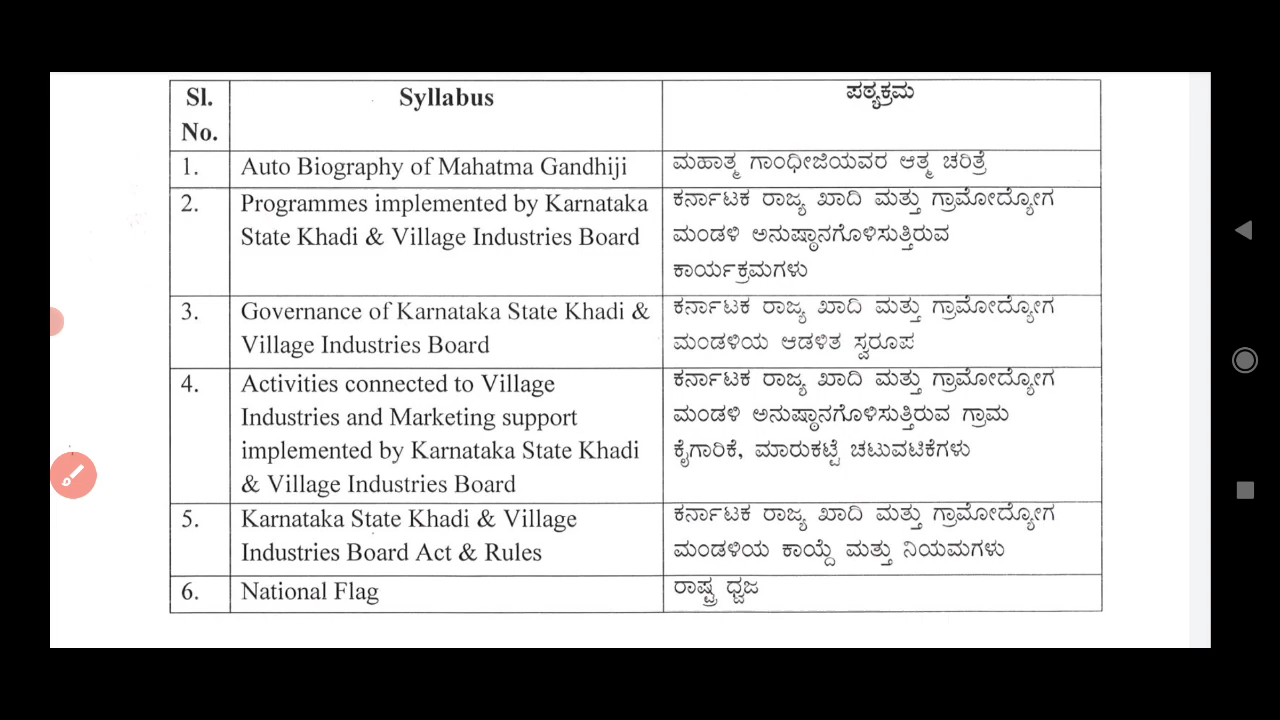 Sl. Syllabus ಪಠ್ಯಕ್ರಮ
No.
1. Auto Biography of Mahatma Gandhiji ಮಹಾತ್ಮ ಗಾಂಧೀಜಿಯವರ ಆತ್ಮ ಚರಿತ್ರೆ
2. Programmes implemented by Karnataka ಕರ್ನಾಟಕ ರಾಜ್ಯ ಖಾದಿ ಮತ್ತು ಗ್ರಾಮೋದ್ಯೋಗ
State Khadi & Village Industries Board ಮಂಡಳಿ ಅನುಷ್ಠಾನಗೊಳಿಸುತ್ತಿರುವ
ಕಾರ್ಯಕ್ರಮಗಳು
3. Governance of Karnataka State Khadi & ಕರ್ನಾಟಕ ರಾಜ್ಯ ಖಾದಿ ಮತ್ತು ಗ್ರಾಮೋದ್ಯೋಗ
Village Industries Board ಮಂಡಳಿಯ ಆಡಳಿತ ಸ್ವರೂಪ
4. Activities connected to Village ಕರ್ನಾಟಕ ರಾಜ್ಯ ಖಾದಿ ಮತ್ತು ಗ್ರಾಮೋದ್ಯೋಗ
Industries and Marketing support ಮಂಡಳಿ ಅನುಷ್ಠಾನಗೊಳಿಸುತ್ತಿರುವ ಗ್ರಾಮ
implemented by Karnataka State Khadi ಕೈಗಾರಿಕೆ, ಮಾರುಕಟ್ಟೆ ಚಟುವಟಿಕೆಗಳು
& Village Industries Board
5. Karnataka State Khadi & Village ಕರ್ನಾಟಕ ರಾಜ್ಯ ಖಾದಿ ಮತ್ತು ಗ್ರಾಮೋದ್ಯೋಗ
Industries Board Act & Rules ಮಂಡಳಿಯ ಕಾಯ್ದೆ ಮತ್ತು ನಿಯಮಗಳು
6. National Flag ರಾಷ್ಟ್ರ ಧ್ವಜ